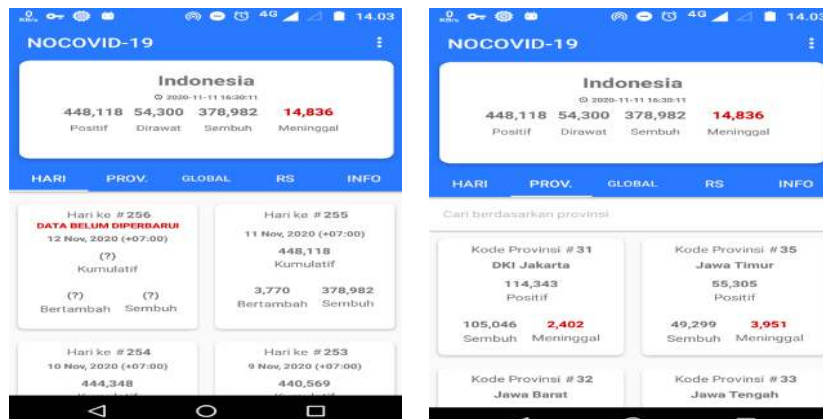 0 KB/s 4G 14.03
NOCOVID-19
Indonesia
2020-11-11 16:30:11
448,118 54,300 378,982 14,836
Positif Dirawat Sembuh Meninggal
HARI PROV. GLOBAL RS INFO
Hari ke #256
DATA BELUM DIPERBARUI
12 Nov, 2020 (+07:00)
(?)
Kumulatif
(?) (?)
Bertambah Sembuh
Hari ke #255
11 Nov, 2020 (+07:00)
448,118
Kumulatif
3,770 378,982
Bertambah Sembuh
Hari ke #254
10 Nov, 2020 (+07:00)
444,348
Hari ke #253
9 Nov, 2020 (+07:00)
440,569
0 KB/s 4G 14.03
NOCOVID-19
Indonesia
2020-11-11 16:30:11
448,118 54,300 378,982 14,836
Positif Dirawat Sembuh Meninggal
HARI PROV. GLOBAL RS INFO
Cari berdasarkan provinsi
Kode Provinsi #31
DKI Jakarta
114,343
Positif
105,046 2,402
Sembuh Meninggal
Kode Provinsi #35
Jawa Timur
55,305
Positif
49,299 3,951
Sembuh Meninggal
Kode Provinsi #32
Jawa Barat
Kode Provinsi #33
Jawa Tengah